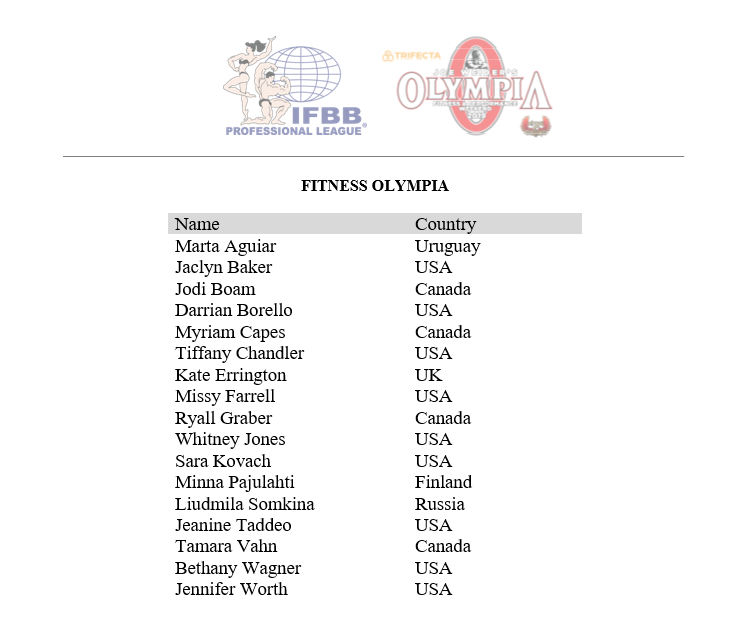 TRIFECTA
JOE WEIDER'S
OLYMPIA
FITNESS & PERFORMANCE
IFBB
PROFESSIONAL LEAGUE®
FITNESS OLYMPIA
Name Country
Marta Aguiar Uruguay
Jaclyn Baker USA
Jodi Boam Canada
Darrian Borello USA
Myriam Capes Canada
Tiffany Chandler USA
Kate Errington UK
Missy Farrell USA
Ryall Graber Canada
Whitney Jones USA
Sara Kovach USA
Minna Pajulahti Finland
Liudmila Somkina Russia
Jeanine Taddeo USA
Tamara Vahn Canada
Bethany Wagner USA
Jennifer Worth USA